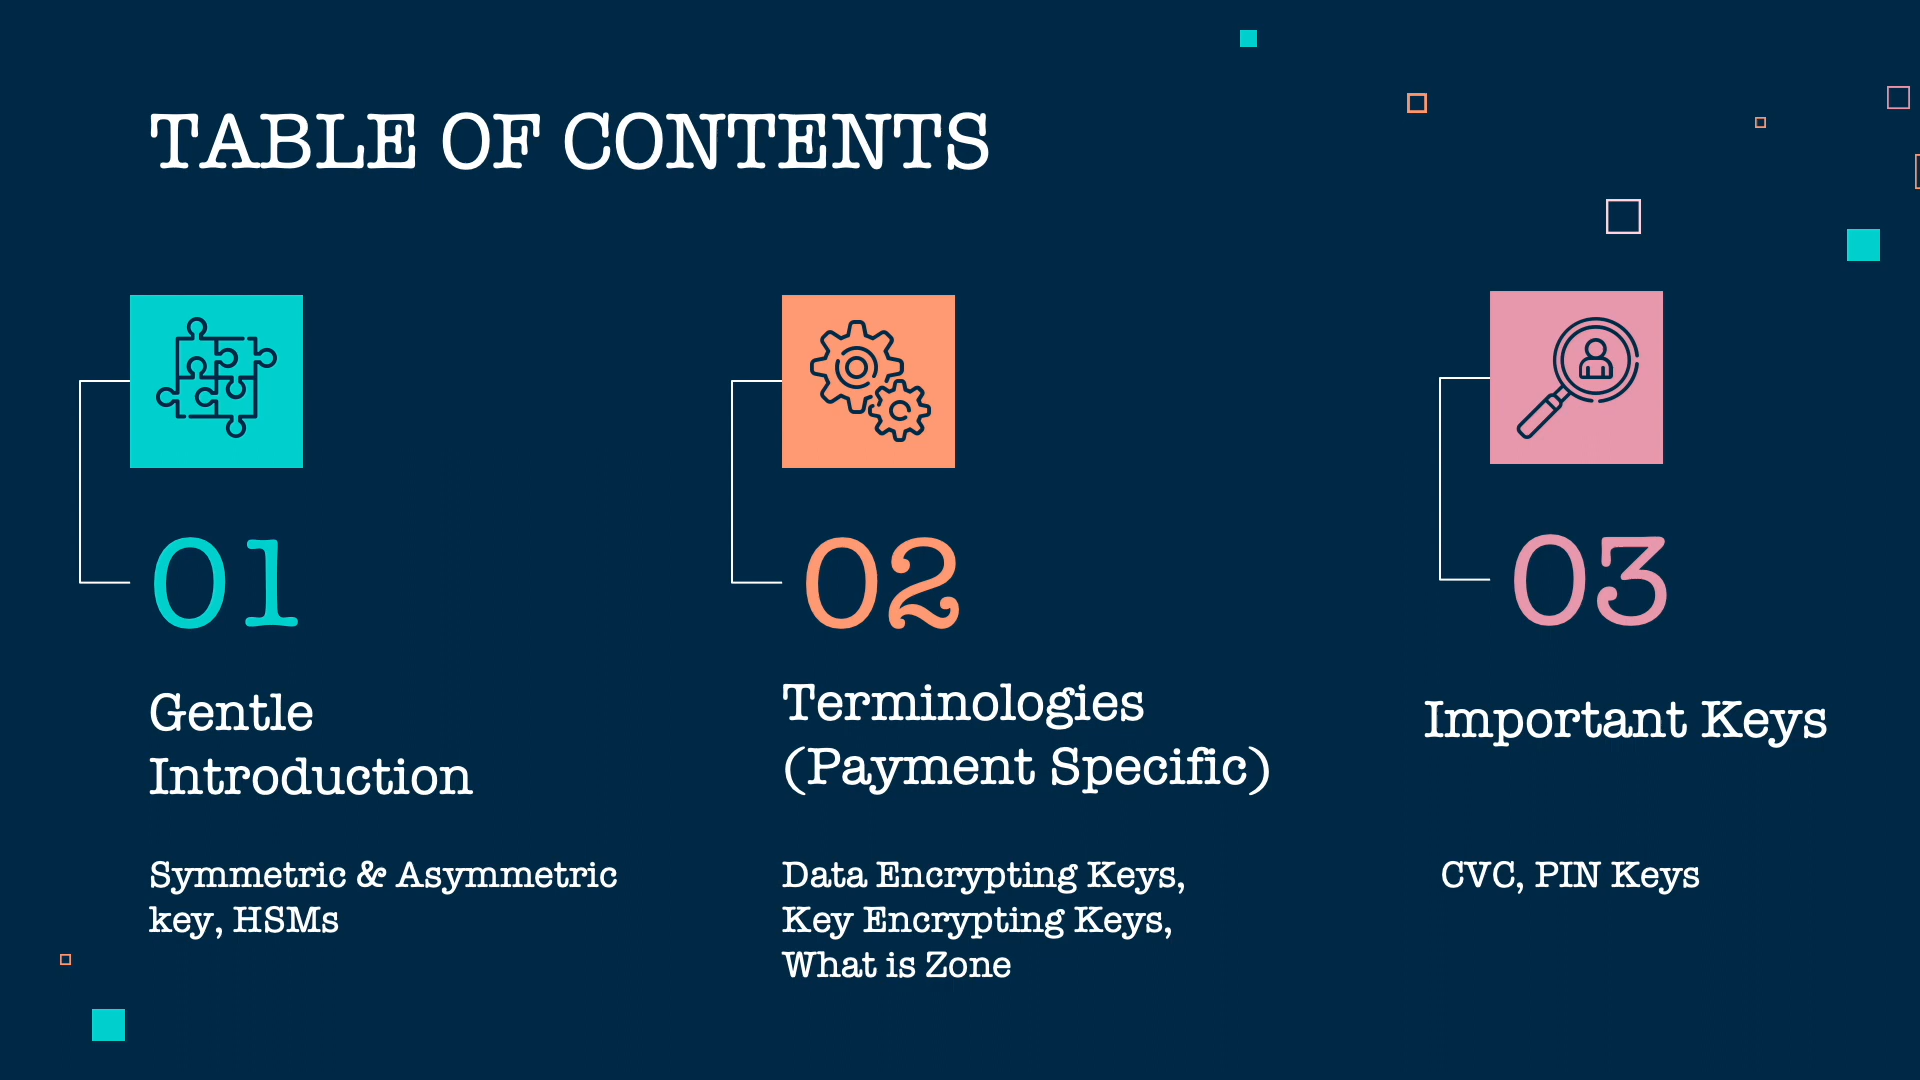 TABLE OF CONTENTS
01
Gentle
Introduction
Symmetric & Asymmetric
key, HSMs
02
Terminologies
(Payment Specific)
Data Encrypting Keys,
Key Encrypting Keys,
What is Zone
03
Important Keys
CVC, PIN Keys